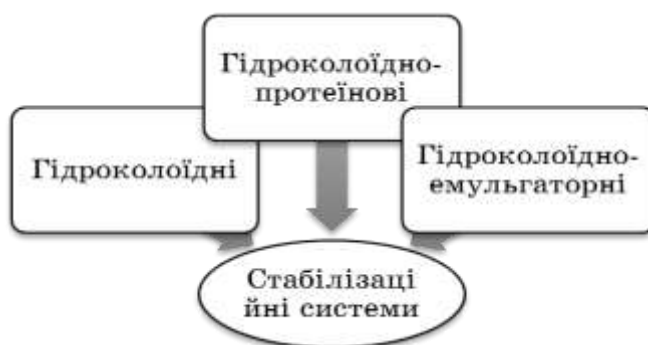 Гідроколоїдно-
протеїнові
Гідроколоїдні
Гідроколоїдно-
емульгаторні
Стабілізаці
йні системи